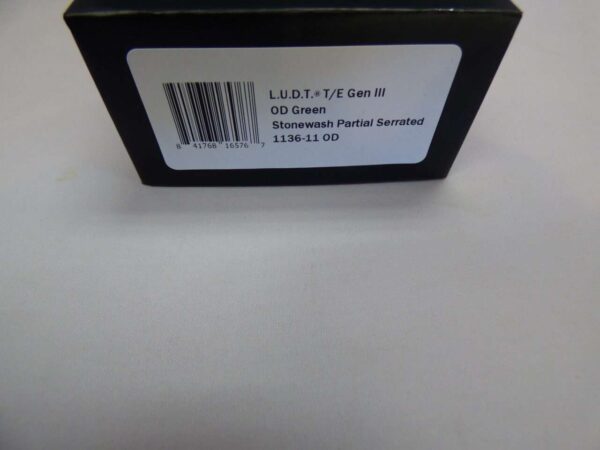 L.U.D.T.® T/E Gen III
OD Green
Stonewash Partial Serrated
1136-11 OD
8 41768 16576 7